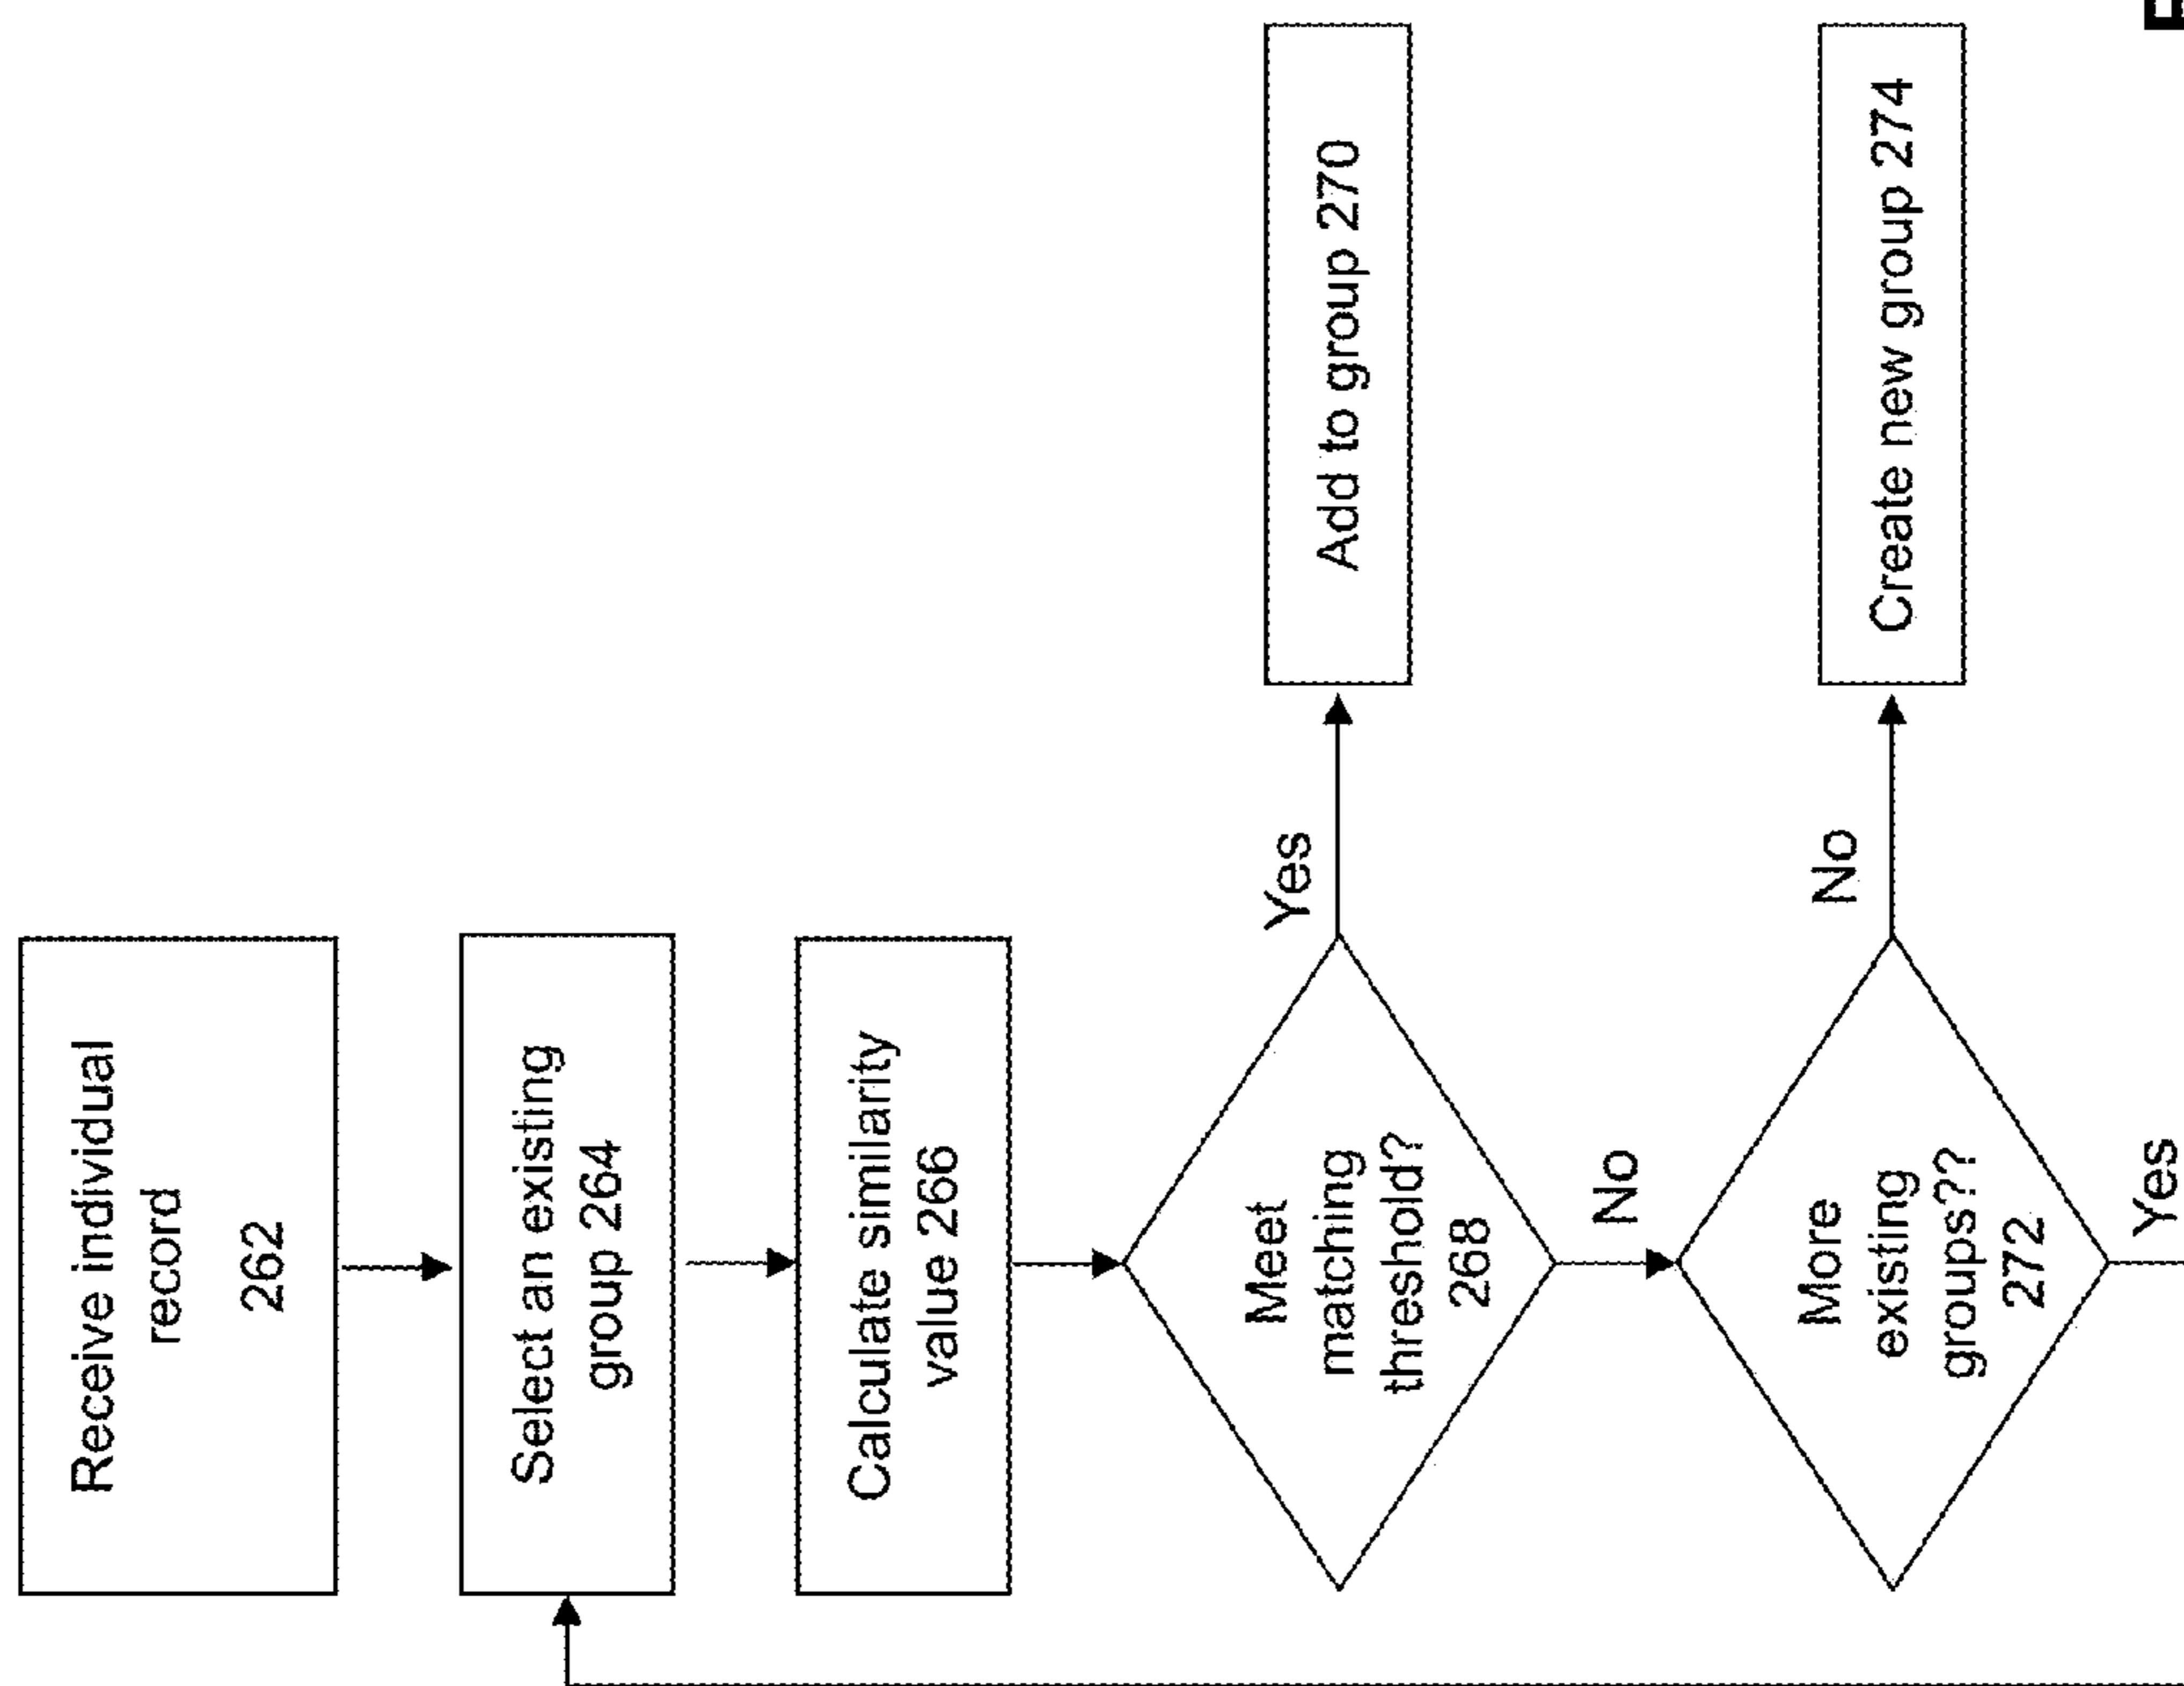 Receive individual
record
262
Select an existing
group 264
Calculate similarity
value 266
Meet
matching
threshold?
268
Yes
Add to group 270
No
More
existing
groups??
272
No
Create new group 274
Yes